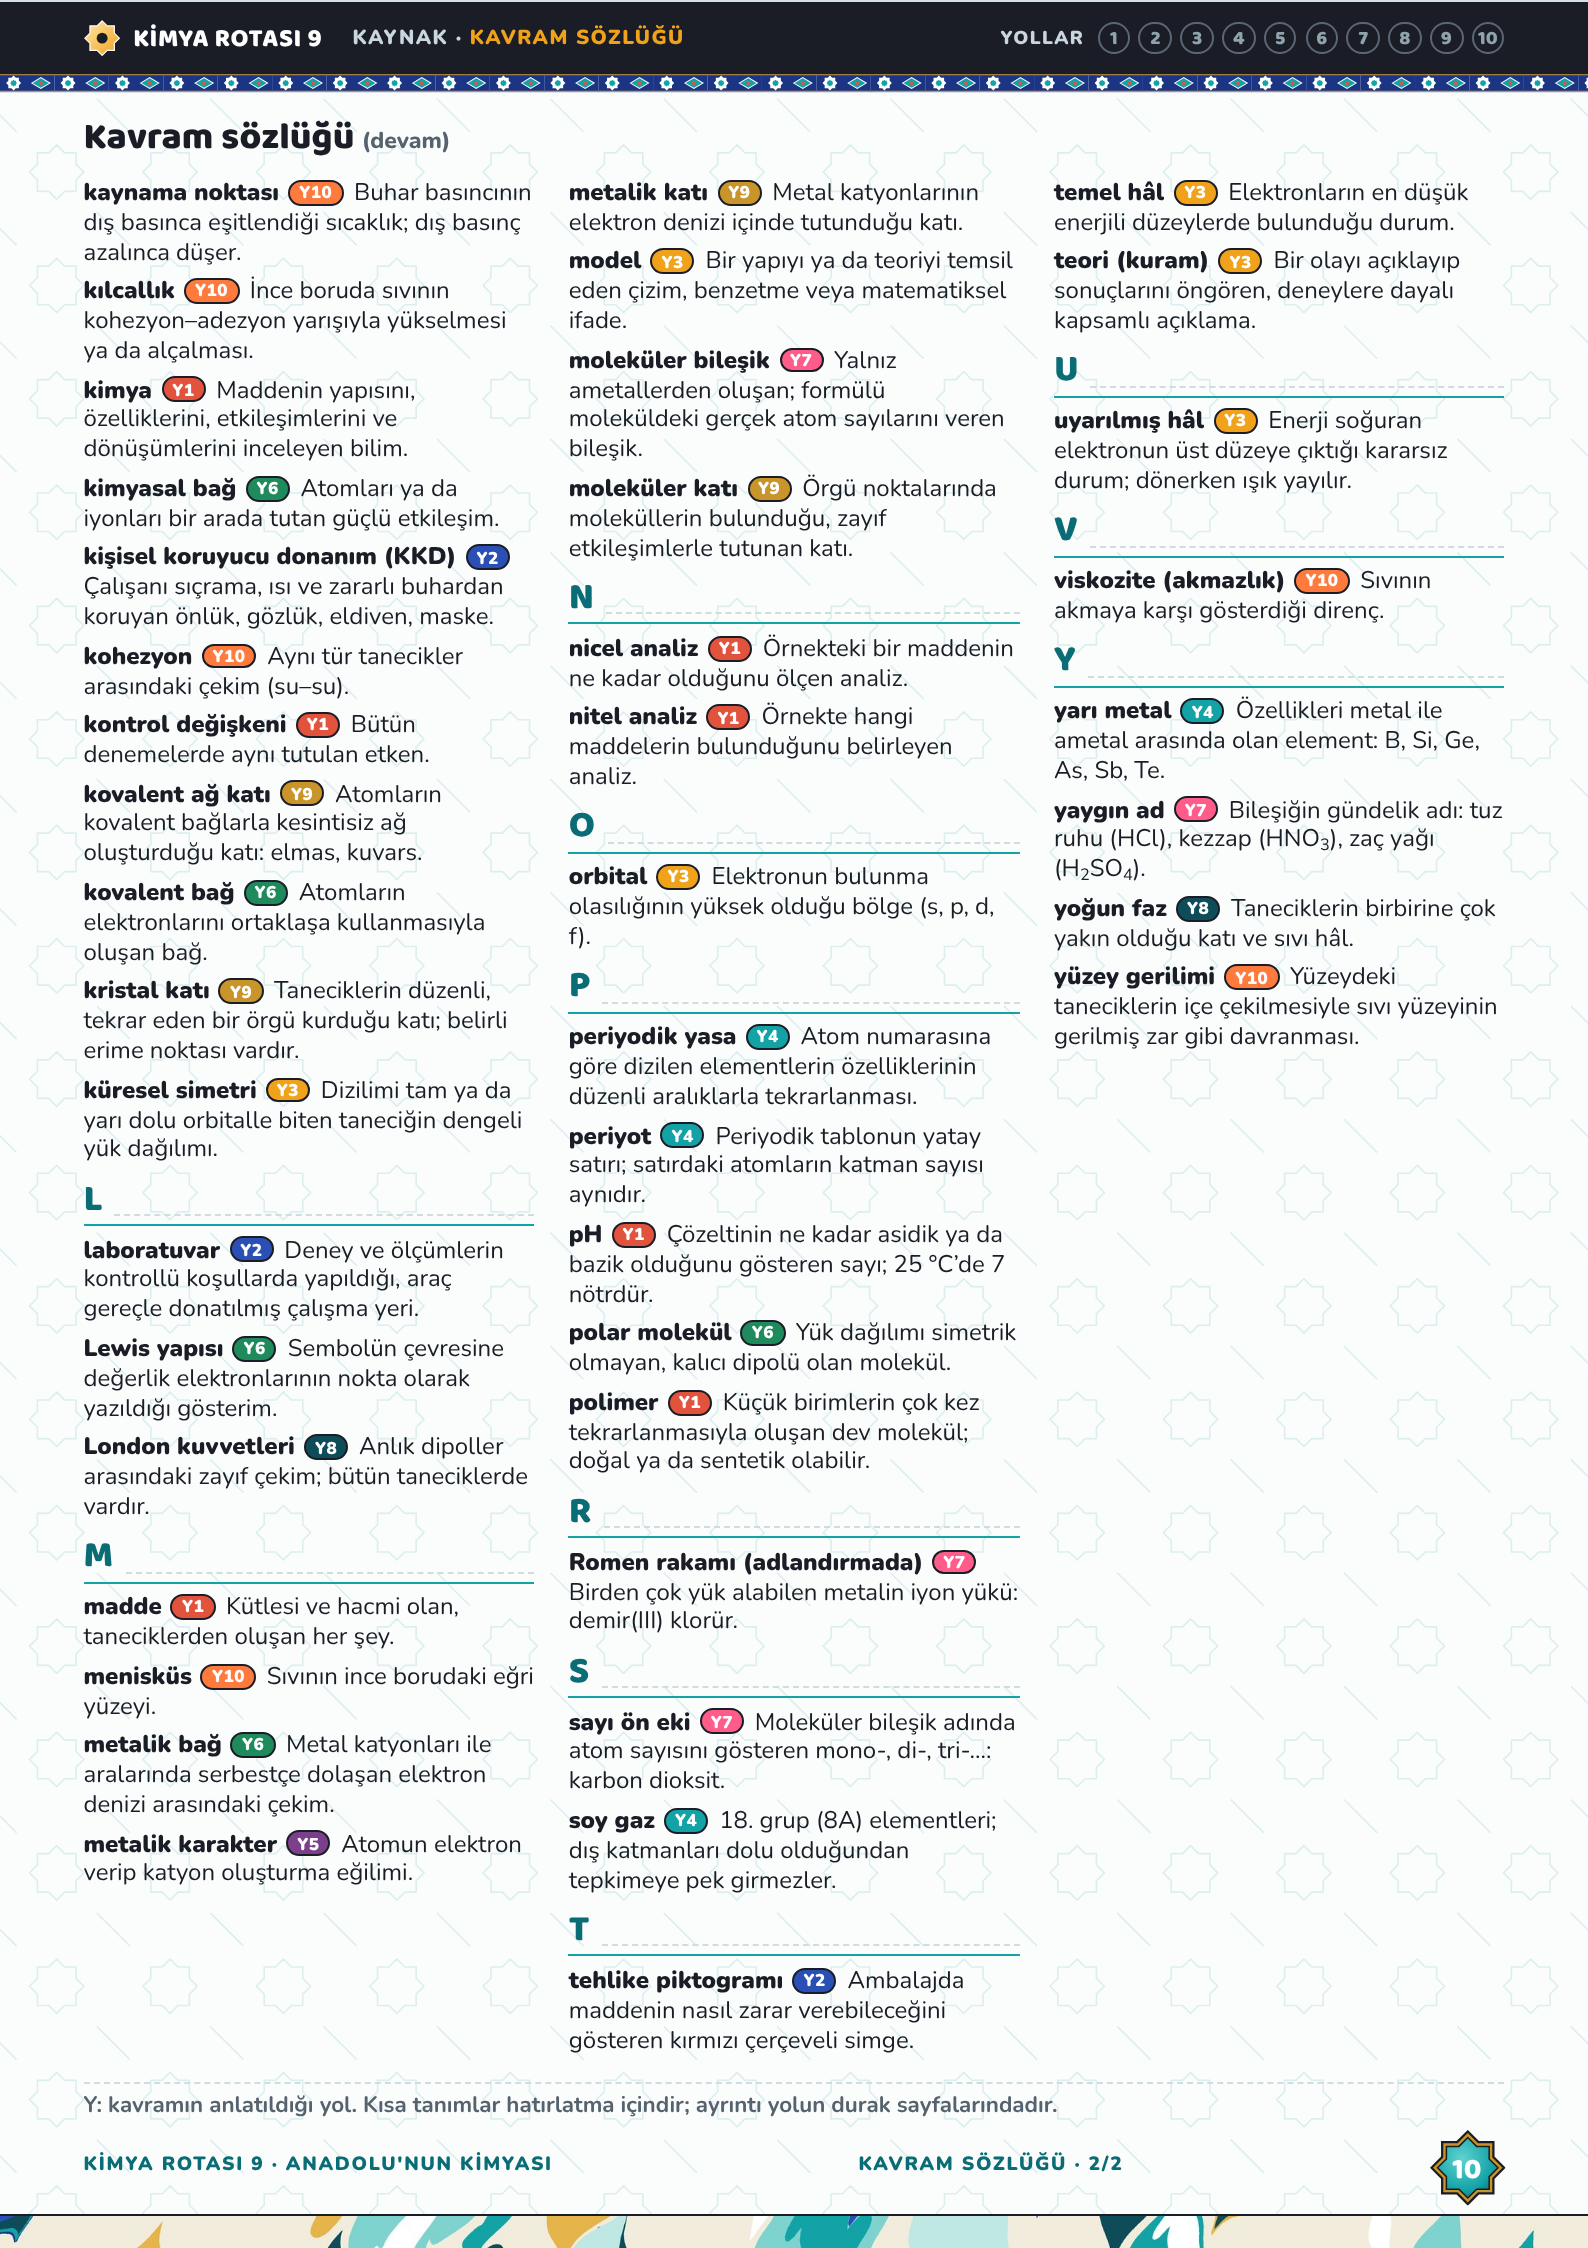 KİMYA ROTASI 9 KAYNAK · KAVRAM SÖZLÜĞÜ YOLLAR 1 2 3 4 5 6 7 8 9 10
Kavram sözlüğü (devam)
kaynama noktası Y10 Buhar basıncının
dış basınca eşitlendiği sıcaklık; dış basınç
azalınca düşer.
kılcallık Y10 İnce boruda sıvının
kohezyon–adezyon yarışıyla yükselmesi
ya da alçalması.
kimya Y1 Maddenin yapısını,
özelliklerini, etkileşimlerini ve
dönüşümlerini inceleyen bilim.
kimyasal bağ Y6 Atomları ya da
iyonları bir arada tutan güçlü etkileşim.
kişisel koruyucu donanım (KKD) Y2
Çalışanı sıçrama, ısı ve zararlı buhardan
koruyan önlük, gözlük, eldiven, maske.
kohezyon Y10 Aynı tür tanecikler
arasındaki çekim (su–su).
kontrol değişkeni Y1 Bütün
denemelerde aynı tutulan etken.
kovalent ağ katı Y9 Atomların
kovalent bağlarla kesintisiz ağ
oluşturduğu katı: elmas, kuvars.
kovalent bağ Y6 Atomların
elektronlarını ortaklaşa kullanmasıyla
oluşan bağ.
kristal katı Y9 Taneciklerin düzenli,
tekrar eden bir örgü kurduğu katı; belirli
erime noktası vardır.
küresel simetri Y3 Dizilimi tam ya da
yarı dolu orbitalle biten taneciğin dengeli
yük dağılımı.
L
laboratuvar Y2 Deney ve ölçümlerin
kontrollü koşullarda yapıldığı, araç
gereçle donatılmış çalışma yeri.
Lewis yapısı Y6 Sembolün çevresine
değerlik elektronlarının nokta olarak
yazıldığı gösterim.
London kuvvetleri Y8 Anlık dipoller
arasındaki zayıf çekim; bütün taneciklerde
vardır.
M
madde Y1 Kütlesi ve hacmi olan,
taneciklerden oluşan her şey.
menisküs Y10 Sıvının ince borudaki eğri
yüzeyi.
metalik bağ Y6 Metal katyonları ile
aralarında serbestçe dolaşan elektron
denizi arasındaki çekim.
metalik karakter Y5 Atomun elektron
verip katyon oluşturma eğilimi.
metalik katı Y9 Metal katyonlarının
elektron denizi içinde tutunduğu katı.
model Y3 Bir yapıyı ya da teoriyi temsil
eden çizim, benzetme veya matematiksel
ifade.
moleküler bileşik Y7 Yalnız
ametallerden oluşan; formülü
moleküldeki gerçek atom sayılarını veren
bileşik.
moleküler katı Y9 Örgü noktalarında
moleküllerin bulunduğu, zayıf
etkileşimlerle tutunan katı.
N
nicel analiz Y1 Örnekteki bir maddenin
ne kadar olduğunu ölçen analiz.
nitel analiz Y1 Örnekte hangi
maddelerin bulunduğunu belirleyen
analiz.
O
orbital Y3 Elektronun bulunma
olasılığının yüksek olduğu bölge (s, p, d,
f).
P
periyodik yasa Y4 Atom numarasına
göre dizilen elementlerin özelliklerinin
düzenli aralıklarla tekrarlanması.
periyot Y4 Periyodik tablonun yatay
satırı; satırdaki atomların katman sayısı
aynıdır.
pH Y1 Çözeltinin ne kadar asidik ya da
bazik olduğunu gösteren sayı; 25 °C’de 7
nötrdür.
polar molekül Y6 Yük dağılımı simetrik
olmayan, kalıcı dipolü olan molekül.
polimer Y1 Küçük birimlerin çok kez
tekrarlanmasıyla oluşan dev molekül;
doğal ya da sentetik olabilir.
R
Romen rakamı (adlandırmada) Y7
Birden çok yük alabilen metalin iyon yükü:
demir(III) klorür.
S
sayı ön eki Y7 Moleküler bileşik adında
atom sayısını gösteren mono-, di-, tri-…:
karbon dioksit.
soy gaz Y4 18. grup (8A) elementleri;
dış katmanları dolu olduğundan
tepkimeye pek girmezler.
T
tehlike piktogramı Y2 Ambalajda
maddenin nasıl zarar verebileceğini
gösteren kırmızı çerçeveli simge.
temel hâl Y3 Elektronların en düşük
enerjili düzeylerde bulunduğu durum.
teori (kuram) Y3 Bir olayı açıklayıp
sonuçlarını öngören, deneylere dayalı
kapsamlı açıklama.
U
uyarılmış hâl Y3 Enerji soğuran
elektronun üst düzeye çıktığı kararsız
durum; dönerken ışık yayılır.
V
viskozite (akmazlık) Y10 Sıvının
akmaya karşı gösterdiği direnç.
Y
yarı metal Y4 Özellikleri metal ile
ametal arasında olan element: B, Si, Ge,
As, Sb, Te.
yaygın ad Y7 Bileşiğin gündelik adı: tuz
ruhu (HCl), kezzap (HNO₃), zaç yağı
(H₂SO₄).
yoğun faz Y8 Taneciklerin birbirine çok
yakın olduğu katı ve sıvı hâl.
yüzey gerilimi Y10 Yüzeydeki
taneciklerin içe çekilmesiyle sıvı yüzeyinin
gerilmiş zar gibi davranması.
Y: kavramın anlatıldığı yol. Kısa tanımlar hatırlatma içindir; ayrıntı yolun durak sayfalarındadır.
KİMYA ROTASI 9 · ANADOLU'NUN KİMYASI KAVRAM SÖZLÜĞÜ · 2/2 10